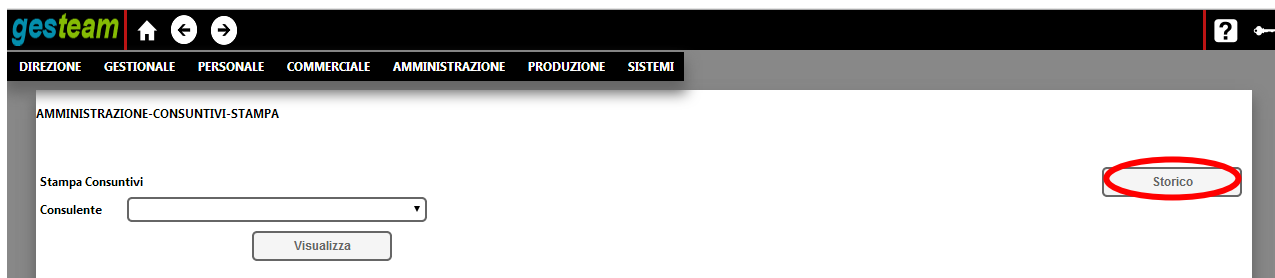 gesteam
?
DIREZIONE GESTIONALE PERSONALE COMMERCIALE AMMINISTRAZIONE PRODUZIONE SISTEMI
AMMINISTRAZIONE-CONSUNTIVI-STAMPA
Stampa Consuntivi
Storico
Consulente
Visualizza